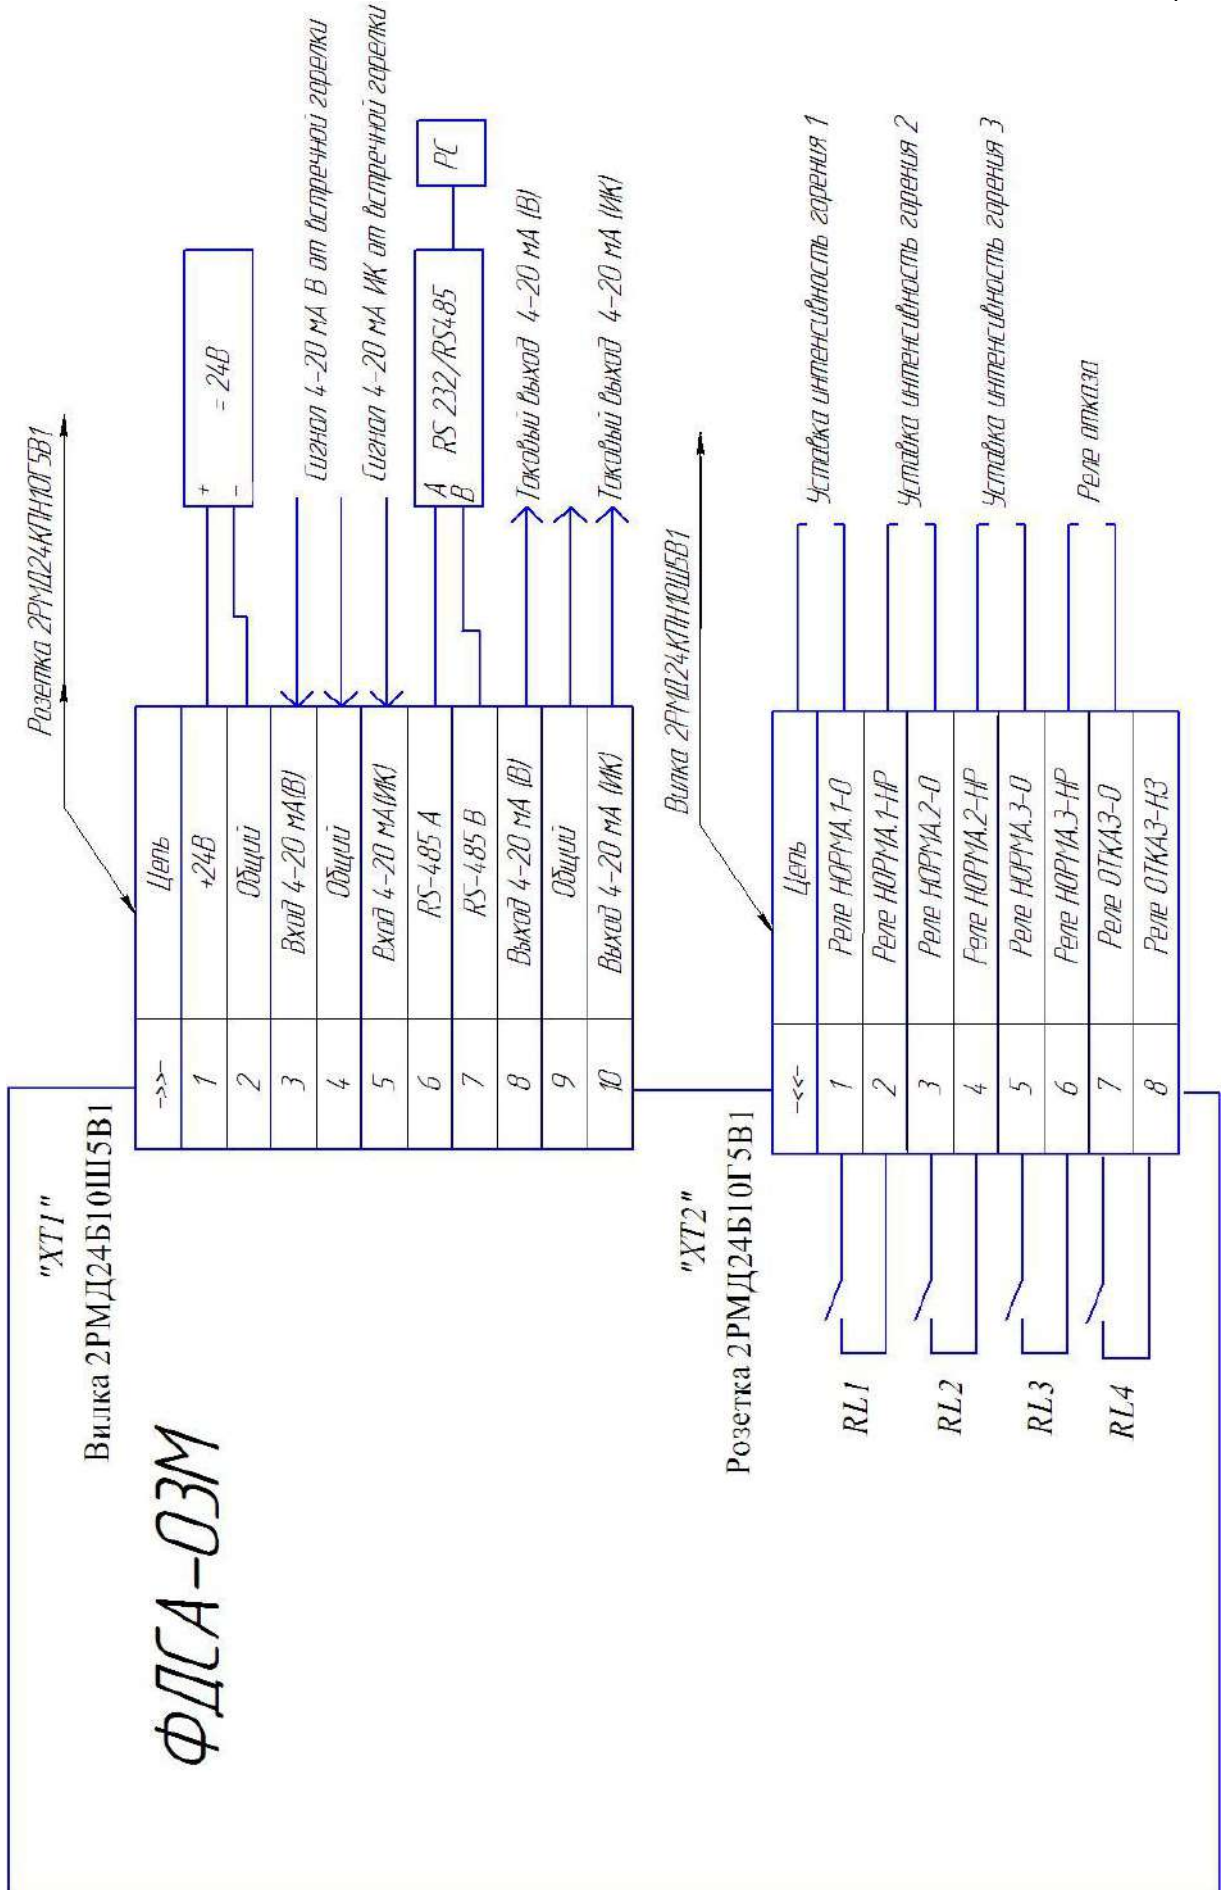 ФДСА-03М
"XT1"
Вилка 2РМД24Б10Ш5В1
Розетка 2РМД24КПН10Г5В1
->>- Цепь
1 +24В
2 Общий
3 Вход 4-20 мА(В)
4 Общий
5 Вход 4-20 мА(ИК)
6 RS-485 A
7 RS-485 B
8 Выход 4-20 мА (В)
9 Общий
10 Выход 4-20 мА (ИК)
+
-
= 24В
Сигнал 4-20 мА В от встречной горелки
Сигнал 4-20 мА ИК от встречной горелки
A
B
RS 232/RS485
PC
Токовый выход 4-20 мА (В)
Токовый выход 4-20 мА (ИК)
"XT2"
Розетка 2РМД24Б10Г5В1
Вилка 2РМД24КПН10Ш5В1
-<<- Цепь
1 Реле НОРМА.1-0
2 Реле НОРМА.1-НР
3 Реле НОРМА.2-0
4 Реле НОРМА.2-НР
5 Реле НОРМА.3-0
6 Реле НОРМА.3-НР
7 Реле ОТКАЗ-0
8 Реле ОТКАЗ-НЗ
RL1
RL2
RL3
RL4
Уставка интенсивность горения 1
Уставка интенсивность горения 2
Уставка интенсивность горения 3
Реле отказа